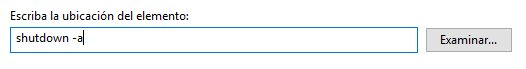 Escriba la ubicación del elemento:
shutdown -a
Examinar...